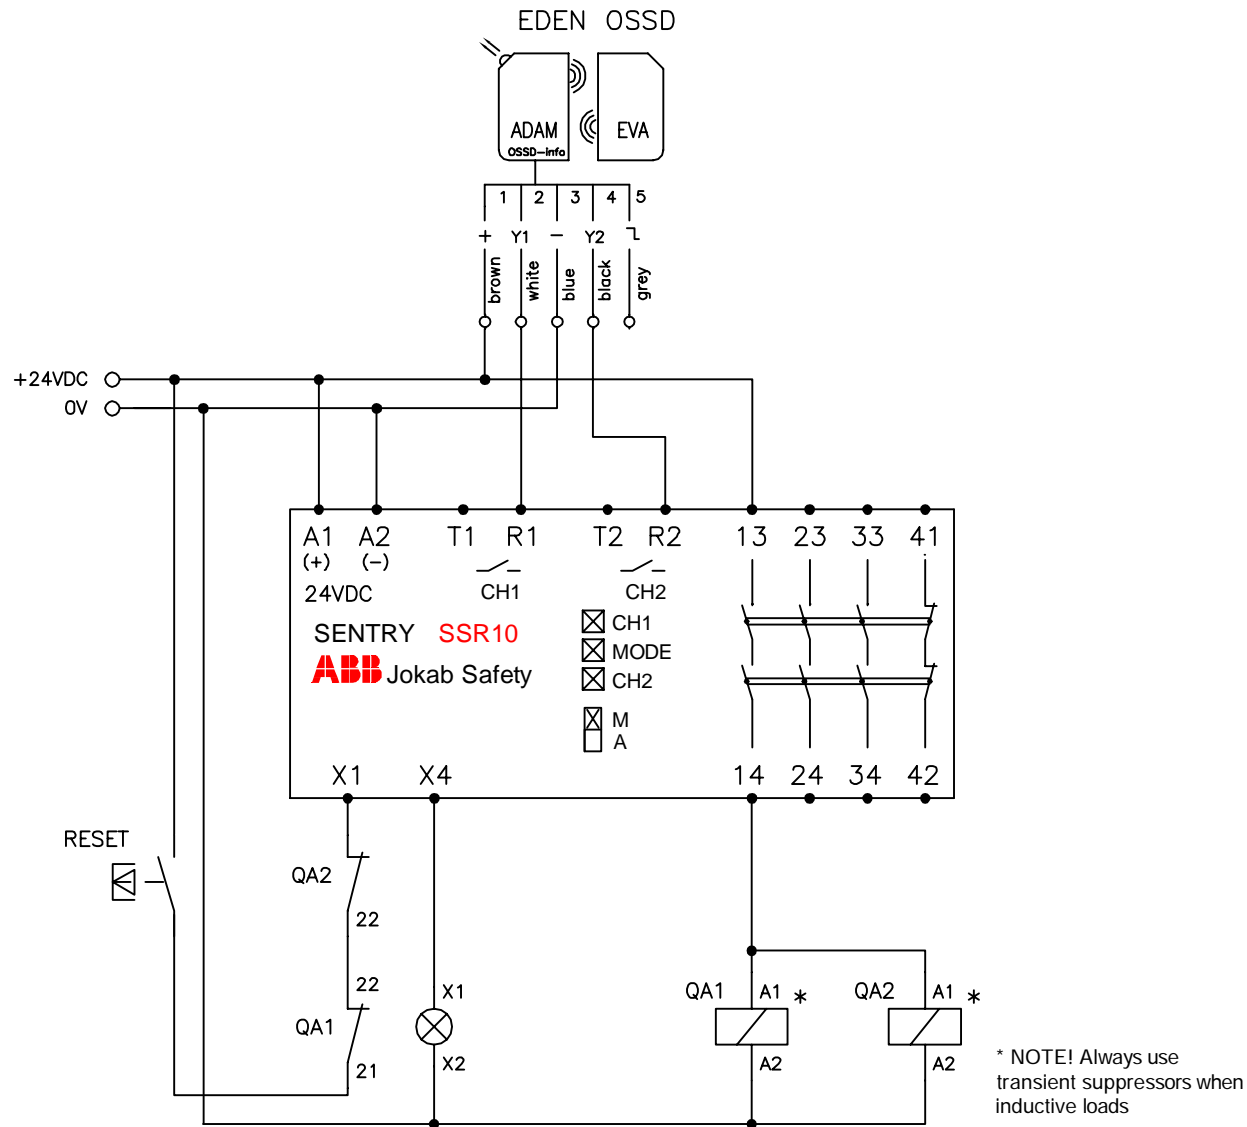 EDEN OSSD
ADAM
OSSD-info
EVA
1 2 3 4 5
+ Y1 − Y2
brown
white
blue
black
grey
+24VDC
0V
A1 A2 T1 R1 T2 R2 13 23 33 41
(+) (−)
24VDC
CH1
CH2
SENTRY SSR10
ABB Jokab Safety
CH1
MODE
CH2
M
A
X1 X4
14 24 34 42
RESET
QA2
22
22
QA1
21
X1
X2
QA1 A1 *
A2
QA2 A1 *
A2
* NOTE! Always use
transient suppressors when
inductive loads